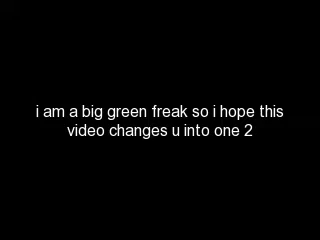 i am a big green freak so i hope this
video changes u into one 2